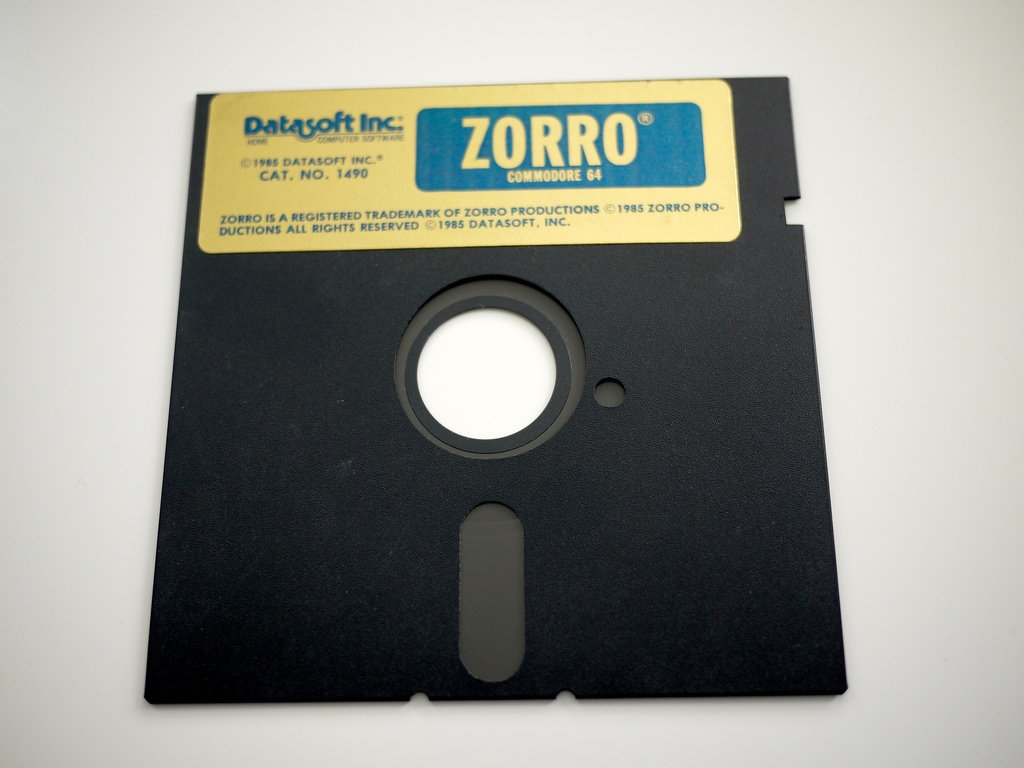 Datasoft Inc.®
HOME COMPUTER SOFTWARE
©1985 DATASOFT INC.®
CAT. NO. 1490
ZORRO®
COMMODORE 64
ZORRO IS A REGISTERED TRADEMARK OF ZORRO PRODUCTIONS ©1985 ZORRO PRO-
DUCTIONS ALL RIGHTS RESERVED ©1985 DATASOFT, INC.